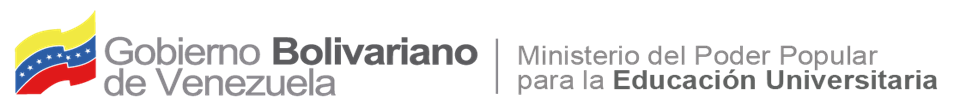 Gobierno Bolivariano
de Venezuela
Ministerio del Poder Popular
para la Educación Universitaria